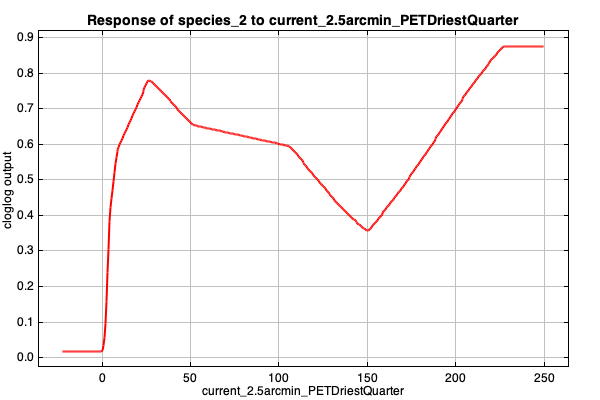 Response of species_2 to current_2.5arcmin_PETDriestQuarter
0.9
0.8
0.7
0.6
0.5
0.4
0.3
0.2
0.1
0.0
cloglog output
0 50 100 150 200 250
current_2.5arcmin_PETDriestQuarter